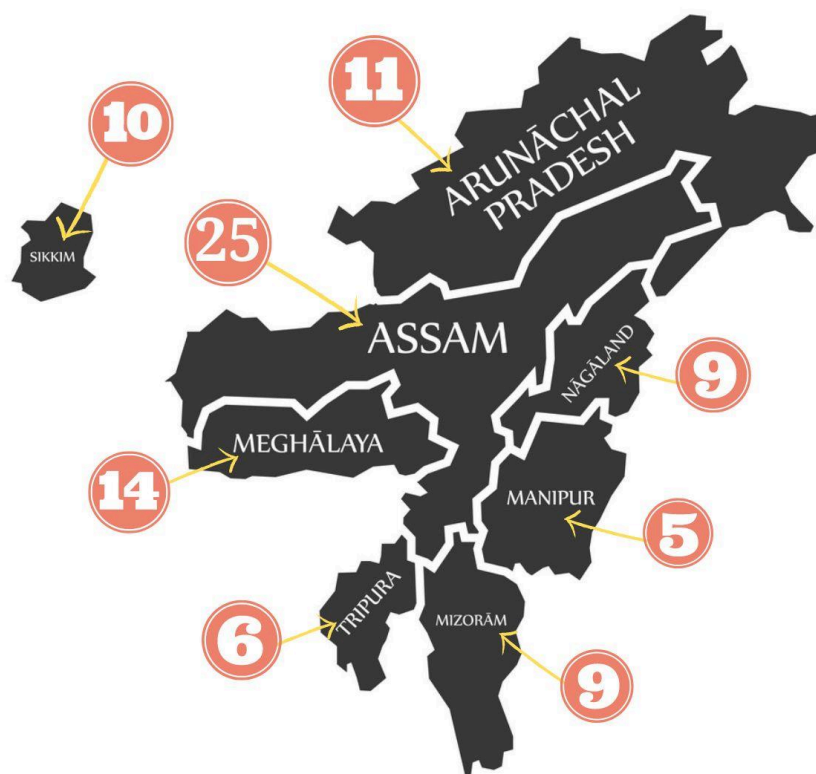 11
ARUNĀCHAL
PRADESH
10
SIKKIM
25
ASSAM
NĀGĀLAND
9
MEGHĀLAYA
14
MANIPUR
5
TRIPURA
6
MIZORĀM
9